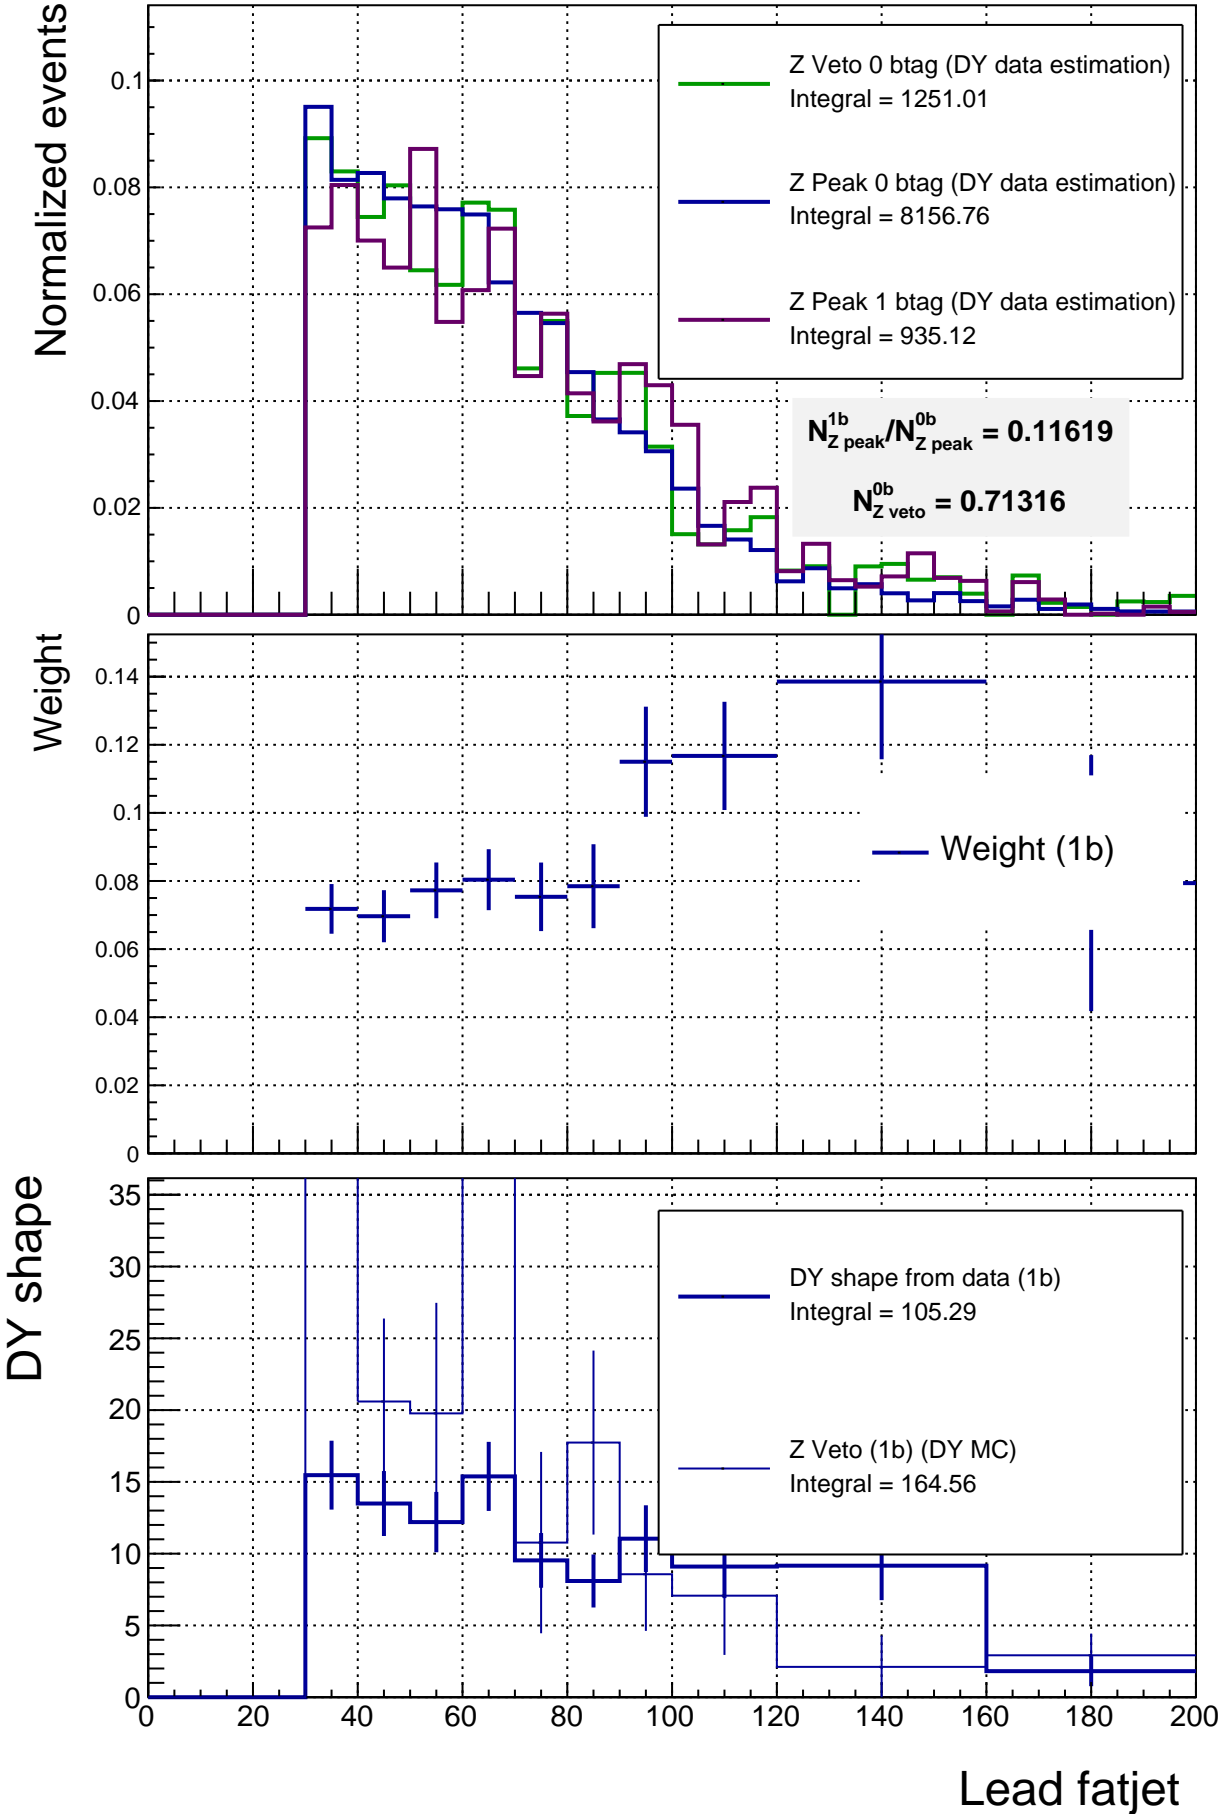 Normalized events
0.1
0.08
0.06
0.04
0.02
0
Z Veto 0 btag (DY data estimation)
Integral = 1251.01
Z Peak 0 btag (DY data estimation)
Integral = 8156.76
Z Peak 1 btag (DY data estimation)
Integral = 935.12
N^{1b}_{Z peak}/N^{0b}_{Z peak} = 0.11619
N^{0b}_{Z veto} = 0.71316
Weight
0.14
0.12
0.1
0.08
0.06
0.04
0.02
0
Weight (1b)
DY shape
35
30
25
20
15
10
5
0
DY shape from data (1b)
Integral = 105.29
Z Veto (1b) (DY MC)
Integral = 164.56
0 20 40 60 80 100 120 140 160 180 200
Lead fatjet